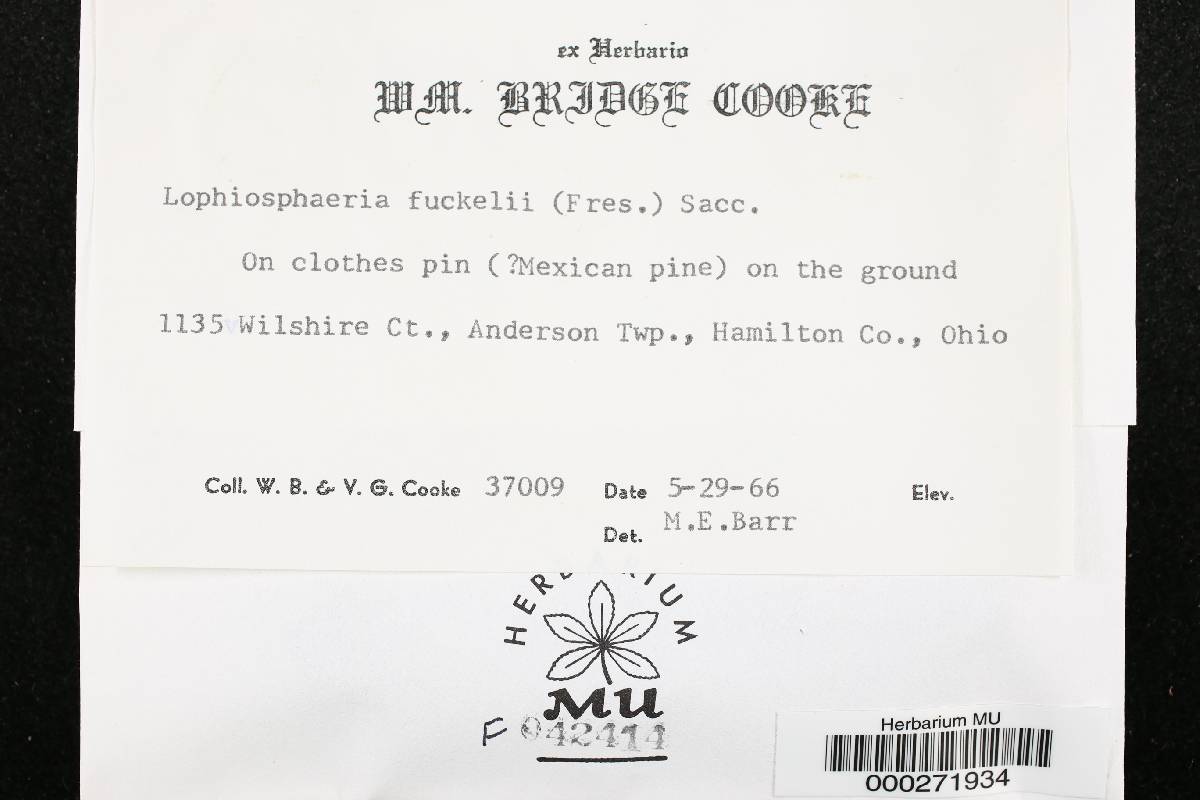 ex Herbario
WM. BRIDGE COOKE
Lophiosphaeria fuckelii (Fres.) Sacc.
On clothes pin (?Mexican pine) on the ground
1135 Wilshire Ct., Anderson Twp., Hamilton Co., Ohio
Coll. W. B. & V. G. Cooke 37009 Date 5-29-66 Elev.
Det. M.E.Barr
HERBARIUM
MU
F 042414
Herbarium MU
000271934